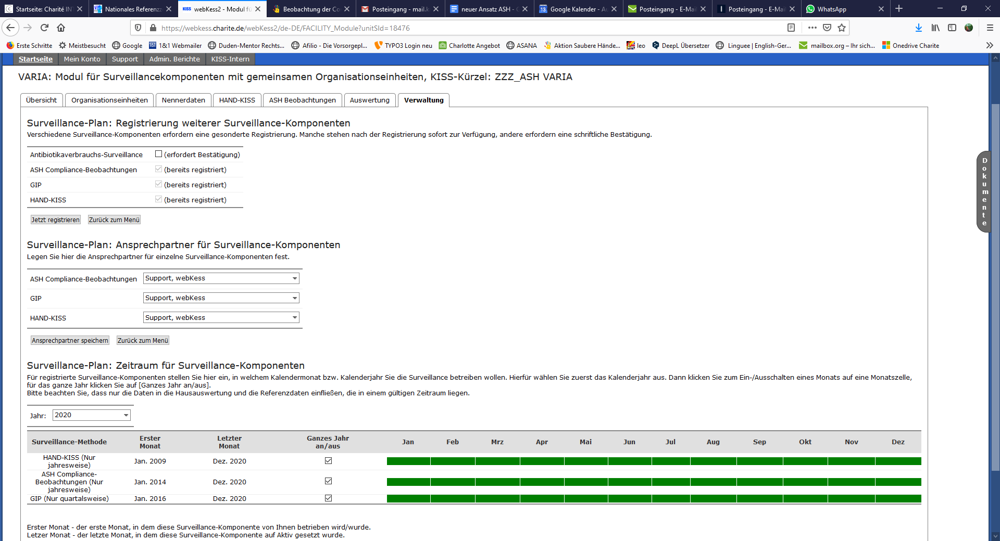 Startseite: Charité INT
Nationales Referenzz
KISS webKess2 - Modul fü
Beobachtung der Co
Posteingang - mail.k
neuer Ansatz ASH - G
13 Google Kalender - Au
Posteingang - E-Mail
Posteingang - E-Mail
WhatsApp
https://webkess.charite.de/webKess2/de-DE/FACILITY_Module?unitSId=18476
Erste Schritte Meistbesucht Google 1&1 1&1 Webmailer Duden-Mentor Rechts... Afilio - Die Vorsorgepl... TYPO3 Login neu Charlotte Angebot ASANA Aktion Saubere Hände... leo DeepL Übersetzer Linguee | English-Ger... mailbox.org – Ihr sich... Onedrive Charite
Startseite Mein Konto Support Admin. Berichte KISS-Intern
VARIA: Modul für Surveillancekomponenten mit gemeinsamen Organisationseinheiten, KISS-Kürzel: ZZZ_ASH VARIA
Übersicht Organisationseinheiten Nennerdaten HAND-KISS ASH Beobachtungen Auswertung Verwaltung
Surveillance-Plan: Registrierung weiterer Surveillance-Komponenten
Verschiedene Surveillance-Komponenten erfordern eine gesonderte Registrierung. Manche stehen nach der Registrierung sofort zur Verfügung, andere erfordern eine schriftliche Bestätigung.
Antibiotikaverbrauchs-Surveillance (erfordert Bestätigung)
ASH Compliance-Beobachtungen (bereits registriert)
GIP (bereits registriert)
HAND-KISS (bereits registriert)
Jetzt registrieren Zurück zum Menü
Dokumente
Surveillance-Plan: Ansprechpartner für Surveillance-Komponenten
Legen Sie hier die Ansprechpartner für einzelne Surveillance-Komponenten fest.
ASH Compliance-Beobachtungen Support, webKess
GIP Support, webKess
HAND-KISS Support, webKess
Ansprechpartner speichern Zurück zum Menü
Surveillance-Plan: Zeitraum für Surveillance-Komponenten
Für registrierte Surveillance-Komponenten stellen Sie hier ein, in welchem Kalendermonat bzw. Kalenderjahr Sie die Surveillance betreiben wollen. Hierfür wählen Sie zuerst das Kalenderjahr aus. Dann klicken Sie zum Ein-/Ausschalten eines Monats auf eine Monatszelle,
für das ganze Jahr klicken Sie auf [Ganzes Jahr an/aus].
Bitte beachten Sie, dass nur die Daten in die Hausauswertung und die Referenzdaten einfließen, die in einem gültigen Zeitraum liegen.
Jahr: 2020
Surveillance-Methode Erster Monat Letzter Monat Ganzes Jahr an/aus Jan Feb Mrz Apr Mai Jun Jul Aug Sep Okt Nov Dez
HAND-KISS (Nur jahresweise) Jan. 2009 Dez. 2020
ASH Compliance-Beobachtungen (Nur jahresweise) Jan. 2014 Dez. 2020
GIP (Nur quartalsweise) Jan. 2016 Dez. 2020
Erster Monat - der erste Monat, in dem diese Surveillance-Komponente von Ihnen betrieben wird/wurde.
Letzer Monat - der letzte Monat, in dem diese Surveillance-Komponente auf Aktiv gesetzt wurde.